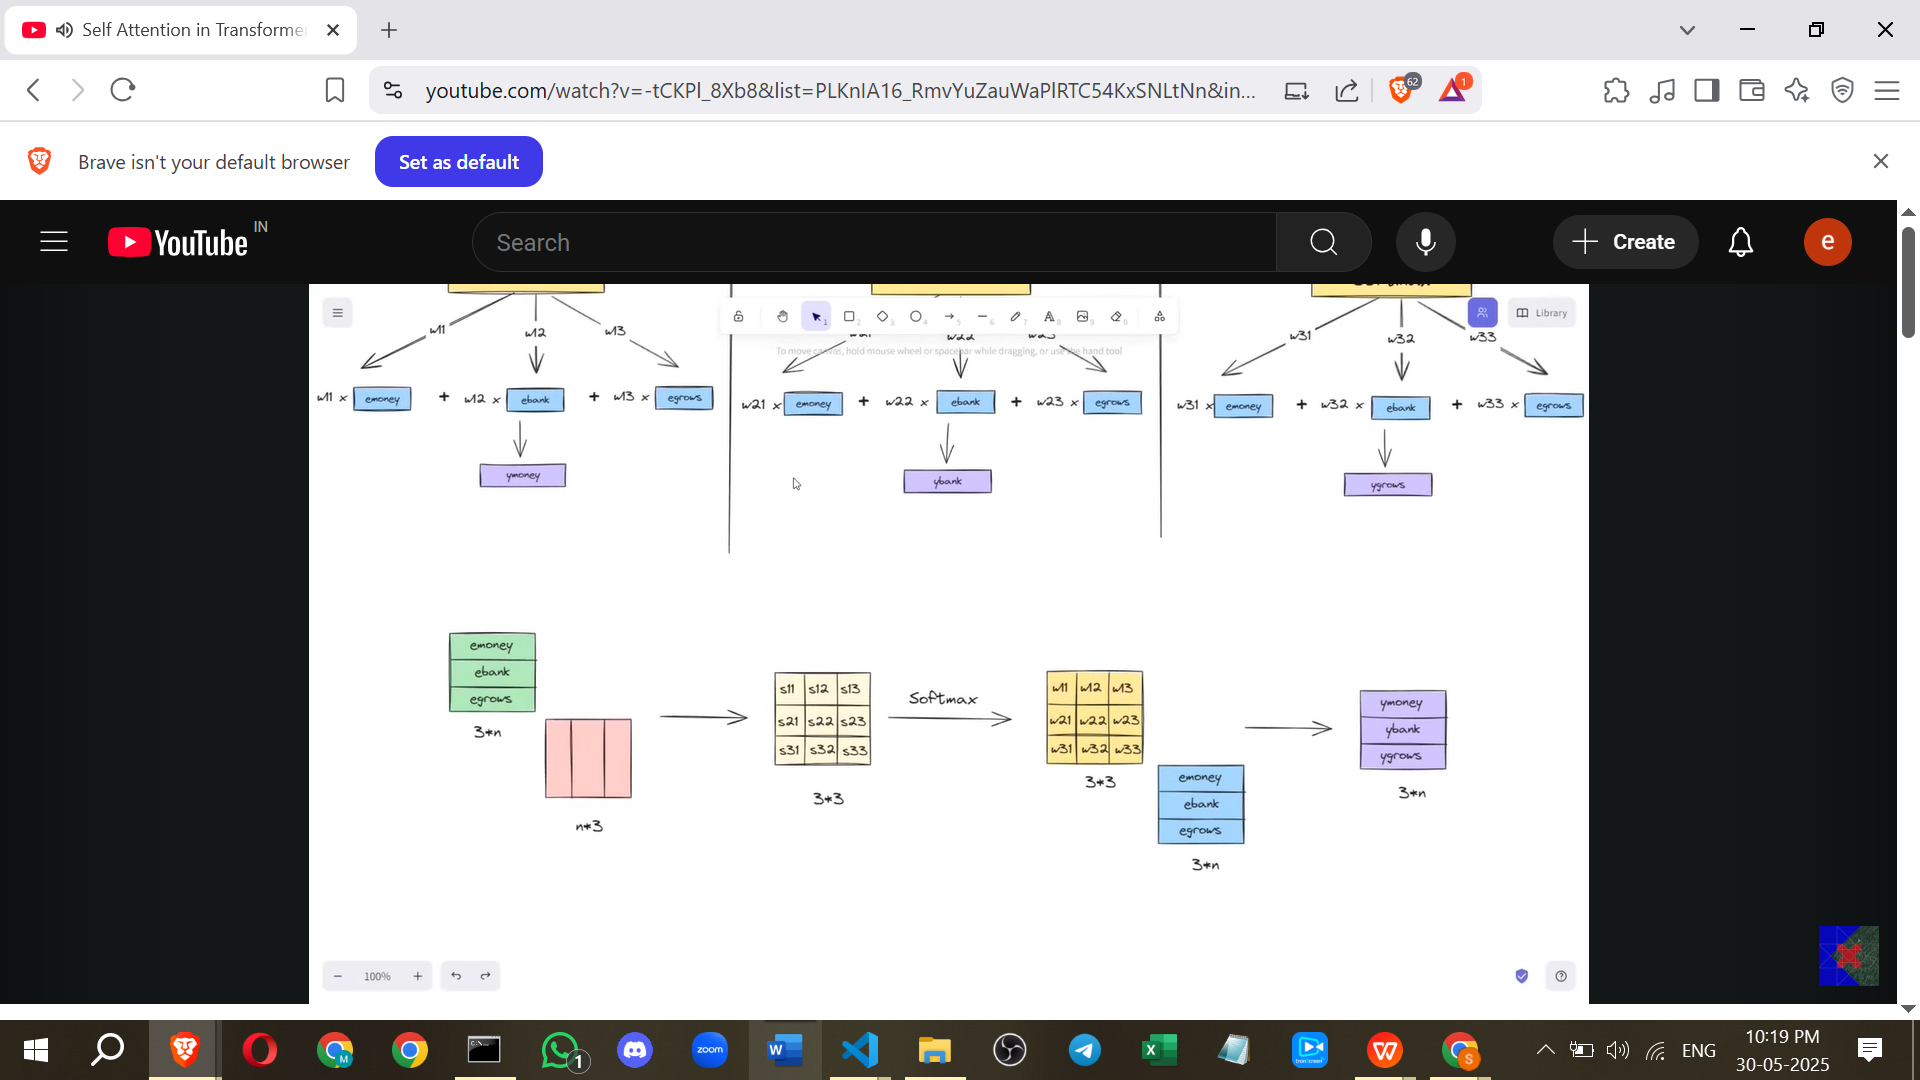 Self Attention in Transforme
youtube.com/watch?v=-tCKPl_8Xb8&list=PLKnIA16_RmvYuZauWaPlRTC54KxSNLtNn&in...
62
1
Brave isn't your default browser
Set as default
YouTube IN
Search
Create
e
Library
To move canvas, hold mouse wheel or spacebar while dragging, or use the hand tool
w11 w12 w13
w22
w31 w32 w33
w11 x emoney + w12 x ebank + w13 x egrows
w21 x emoney + w22 x ebank + w23 x egrows
w31 x emoney + w32 x ebank + w33 x egrows
ymoney
ybank
ygrows
emoney
ebank
egrows
3*n
n*3
s11 s12 s13
s21 s22 s23
s31 s32 s33
3*3
Softmax
w11 w12 w13
w21 w22 w23
w31 w32 w33
3*3
emoney
ebank
egrows
3*n
ymoney
ybank
ygrows
3*n
100%
zoom
1
ENG
10:19 PM
30-05-2025